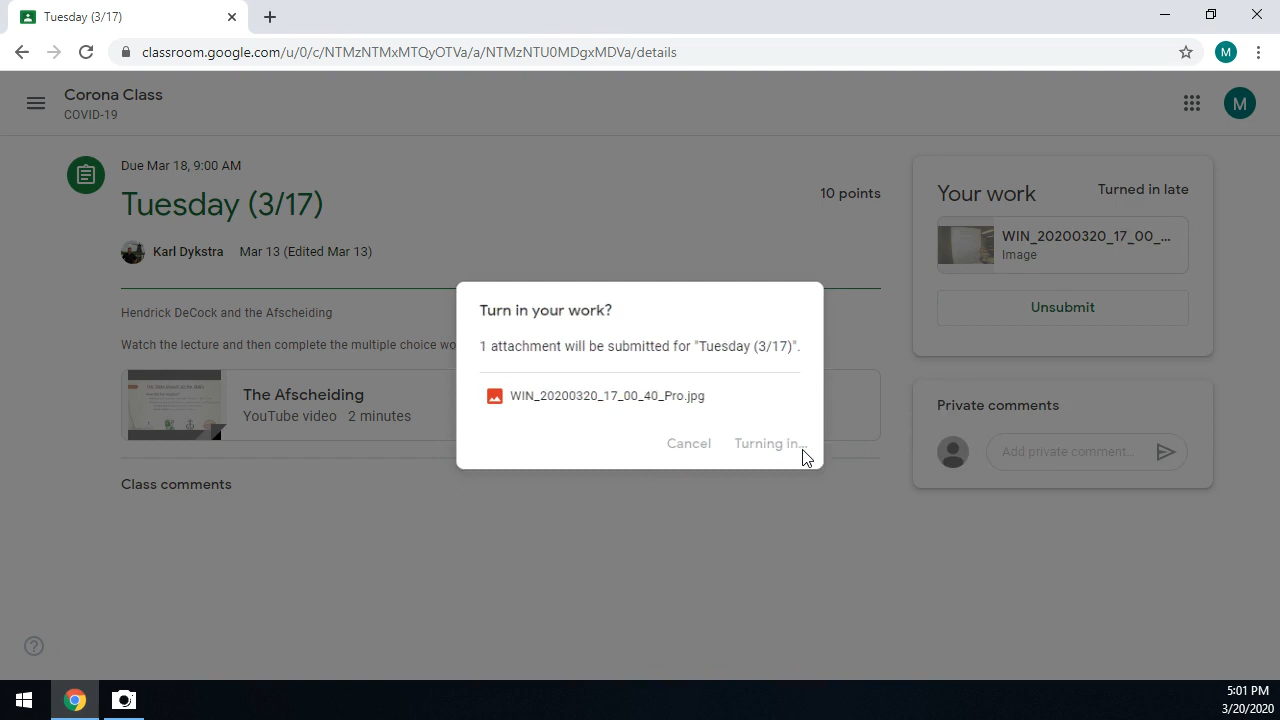 Tuesday (3/17)
classroom.google.com/u/0/c/NTMzNTMxMTQyOTVa/a/NTMzNTU0MDgxMDVa/details
M
Corona Class
COVID-19
M
Due Mar 18, 9:00 AM
Tuesday (3/17)
10 points
Karl Dykstra Mar 13 (Edited Mar 13)
Hendrick DeCock and the Afscheiding
Watch the lecture and then complete the multiple choice wo
The Afscheiding
YouTube video 2 minutes
Class comments
Turn in your work?
1 attachment will be submitted for "Tuesday (3/17)".
WIN_20200320_17_00_40_Pro.jpg
Cancel Turning in...
Your work Turned in late
WIN_20200320_17_00_...
Image
Unsubmit
Private comments
Add private comment...
5:01 PM
3/20/2020